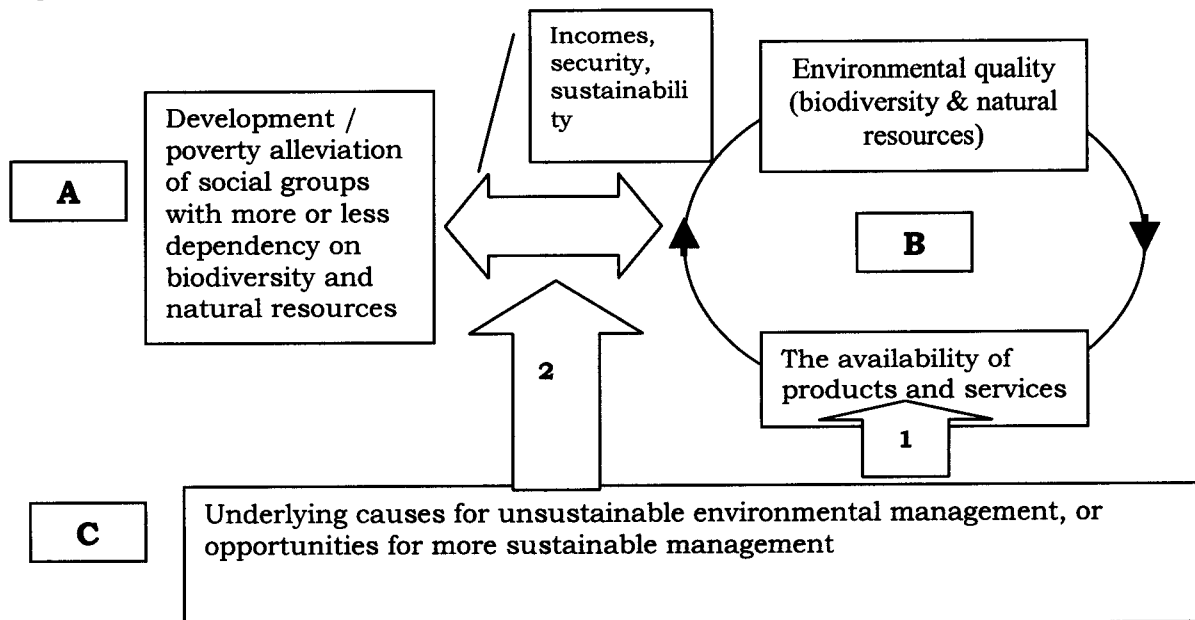 Incomes,
security,
sustainabili
ty
Environmental quality
(biodiversity & natural
resources)
A
Development /
poverty alleviation
of social groups
with more or less
dependency on
biodiversity and
natural resources
B
The availability of
products and services
2
1
C
Underlying causes for unsustainable environmental management, or
opportunities for more sustainable management